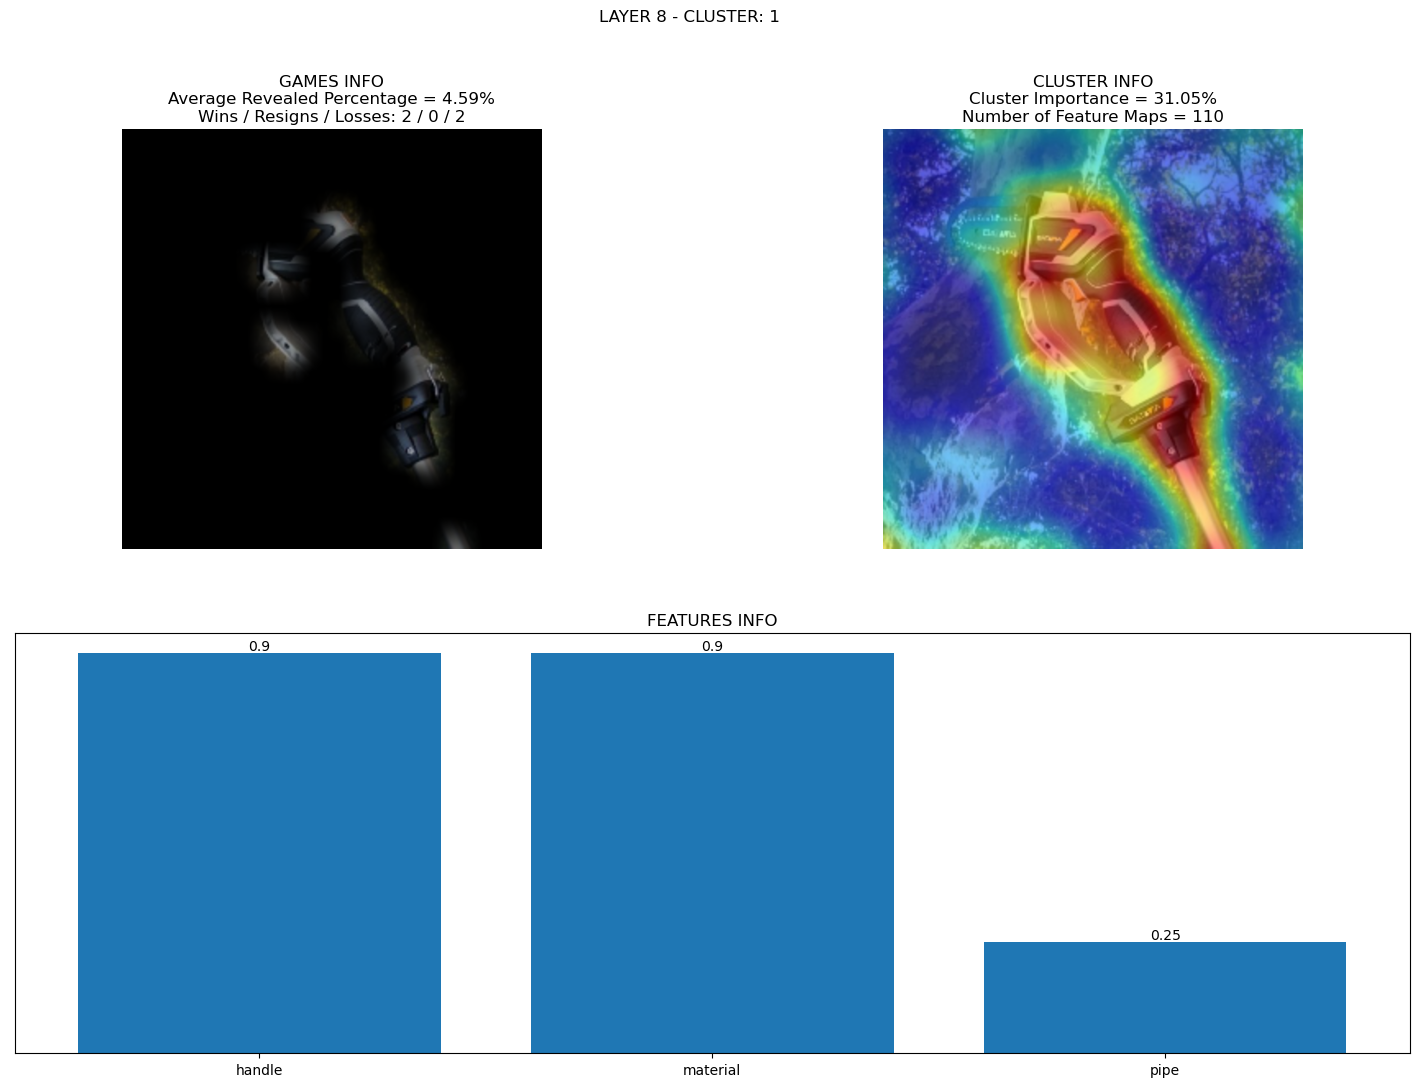 LAYER 8 - CLUSTER: 1
GAMES INFO
Average Revealed Percentage = 4.59%
Wins / Resigns / Losses: 2 / 0 / 2
CLUSTER INFO
Cluster Importance = 31.05%
Number of Feature Maps = 110
FEATURES INFO
0.9
0.9
0.25
handle
material
pipe